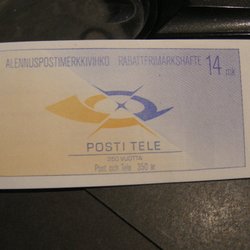 ALENNUSPOSTIMERKKIVIHKO RABATTFRIMÄRKSHÄFTE 14 mk
POSTI TELE
350 VUOTTA
Post och Tele 350 år